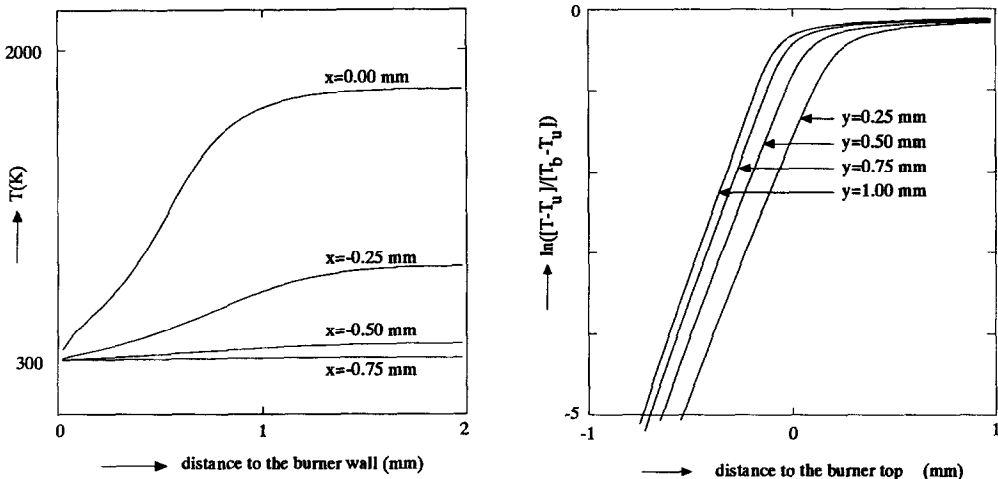 2000
T(K)
300
x=0.00 mm
x=-0.25 mm
x=-0.50 mm
x=-0.75 mm
0
1
2
distance to the burner wall (mm)
0
ln([T-Tu]/[Tb-Tu])
-5
y=0.25 mm
y=0.50 mm
y=0.75 mm
y=1.00 mm
-1
0
1
distance to the burner top (mm)